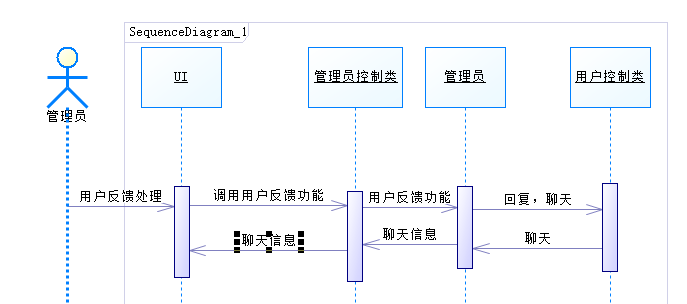 SequenceDiagram_1
UI
管理员控制类
管理员
用户控制类
管理员
用户反馈处理
调用用户反馈功能
用户反馈功能
回复，聊天
聊天信息
聊天信息
聊天